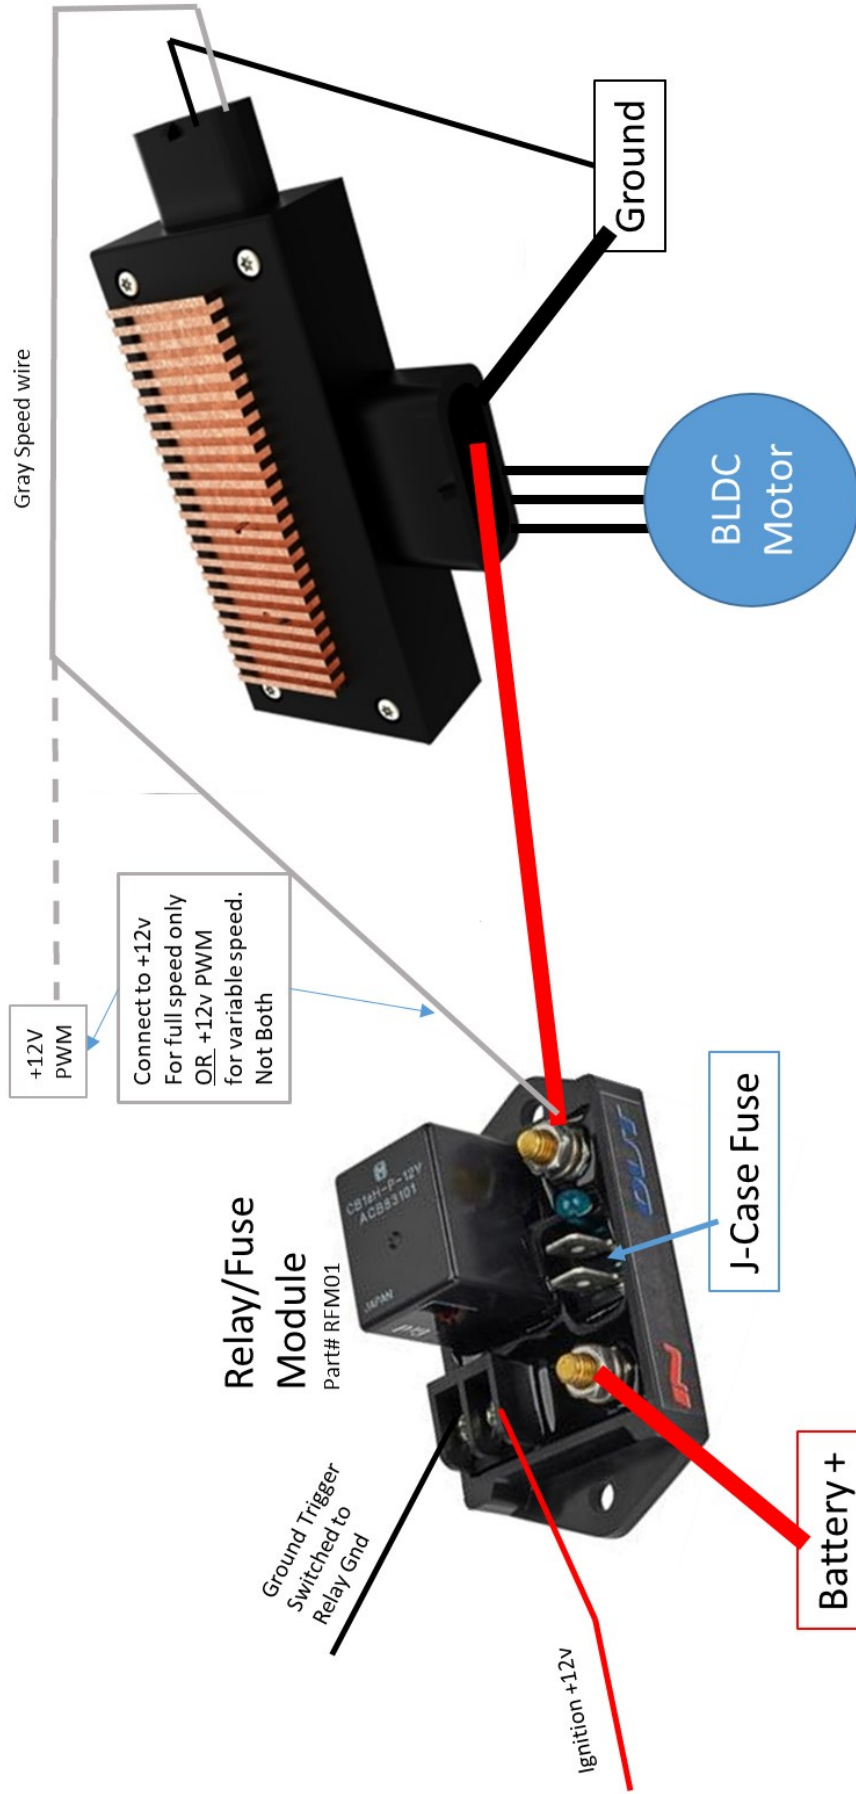 Gray Speed wire
+12V
PWM
Connect to +12v
For full speed only
OR +12v PWM
for variable speed.
Not Both
Relay/Fuse
Module
Part# RFM01
Ground Trigger
Switched to
Relay Gnd
Ignition +12v
Battery +
J-Case Fuse
CB1aH-P-12V
ACB83101
JAPAN
Ground
BLDC
Motor